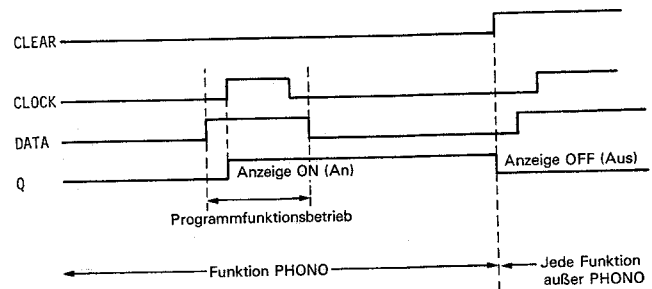 CLEAR
CLOCK
DATA
Q
Anzeige ON (An)
Anzeige OFF (Aus)
Programmfunktionsbetrieb
Funktion PHONO
Jede Funktion
außer PHONO